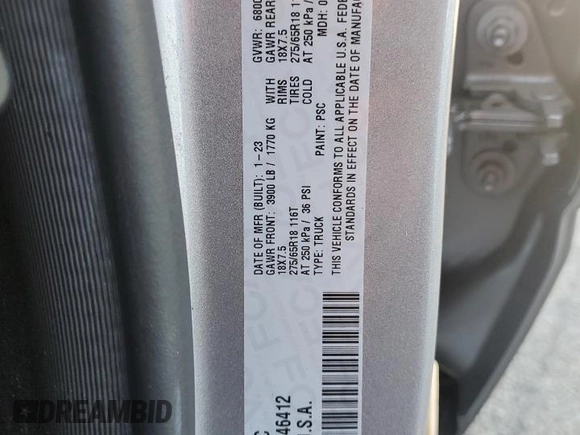 GVWR: 680
GAWR REAR
18X7.5
275/65R18 11
AT 250 kPa /
MDH: 0
DATE OF MFR (BUILT): 1-23
GAWR FRONT: 3900 LB / 1770 KG WITH
18X7.5 RIMS
275/65R18 116T TIRES
AT 250 kPa / 36 PSI COLD
TYPE: TRUCK PAINT: PSC
THIS VEHICLE CONFORMS TO ALL APPLICABLE U.S.A. FEDE
STANDARDS IN EFFECT ON THE DATE OF MANUFA
46412
.S.A.
DREAMBID